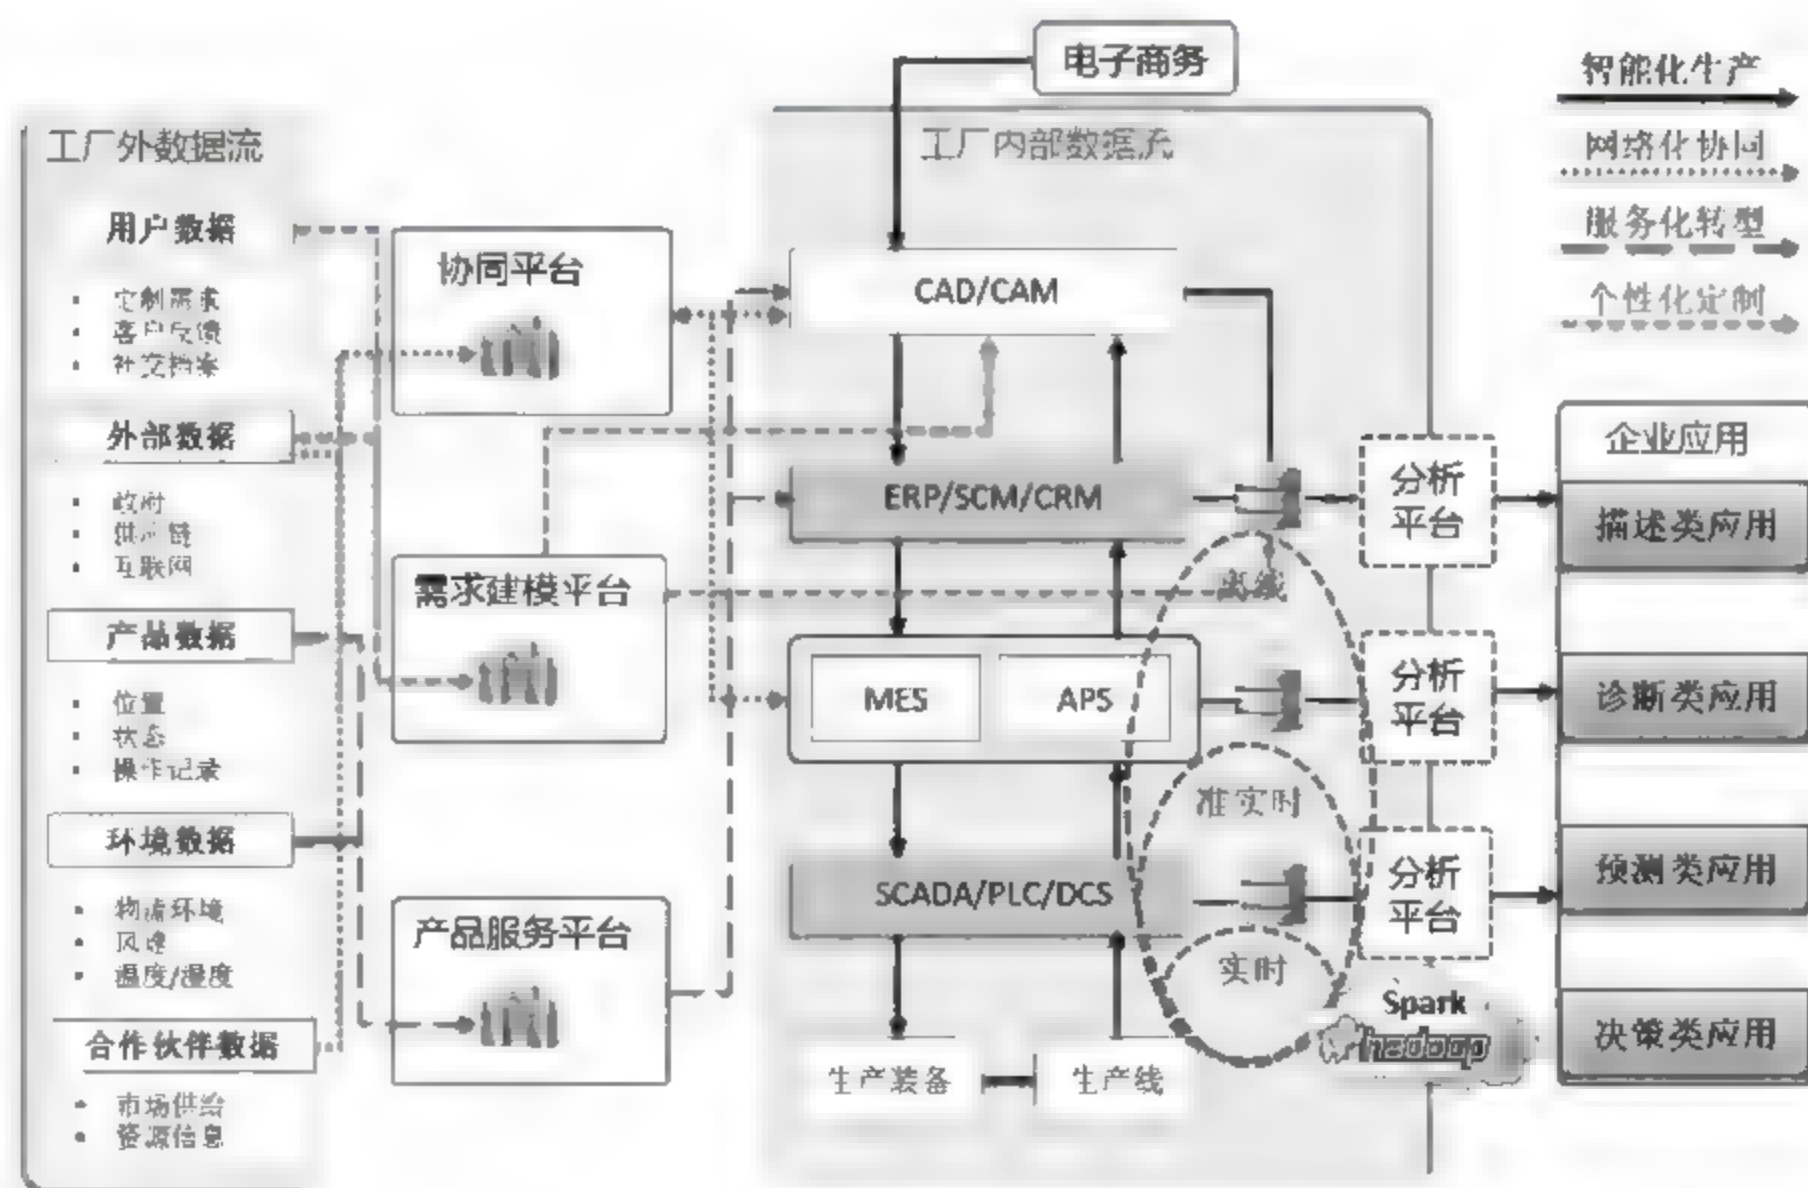 电子商务
智能化生产
网络化协同
服务化转型
个性化定制
工厂外数据流
用户数据
定制需求
客户反馈
社交档案
外部数据
政府
供应链
互联网
产品数据
位置
状态
操作记录
环境数据
物流环境
风速
温度/湿度
合作伙伴数据
市场供给
资源信息
协同平台
需求建模平台
产品服务平台
工厂内部数据流
CAD/CAM
ERP/SCM/CRM
MES
APS
SCADA/PLC/DCS
生产装备
生产线
离线
准实时
实时
分析
平台
分析
平台
分析
平台
Spark
hadoop
企业应用
描述类应用
诊断类应用
预测类应用
决策类应用